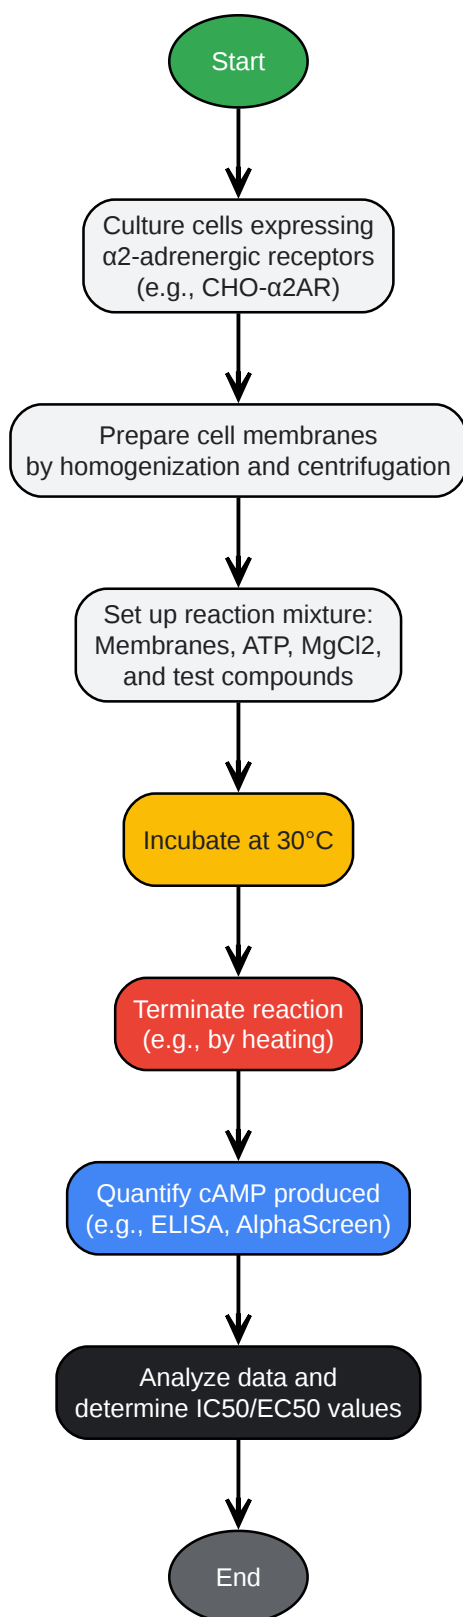 Start
Culture cells expressing
α2-adrenergic receptors
(e.g., CHO-α2AR)
Prepare cell membranes
by homogenization and centrifugation
Set up reaction mixture:
Membranes, ATP, MgCl2,
and test compounds
Incubate at 30°C
Terminate reaction
(e.g., by heating)
Quantify cAMP produced
(e.g., ELISA, AlphaScreen)
Analyze data and
determine IC50/EC50 values
End